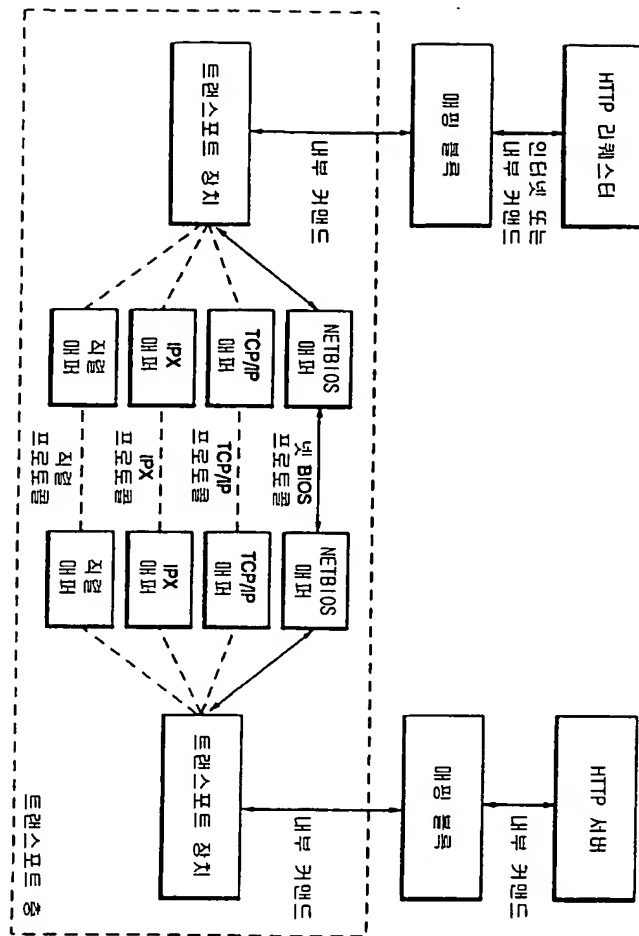 HTTP 리퀘스터
인터넷 또는
내부 커맨드
매핑 블록
내부 커맨드
트랜스포트 장치
NETBIOS
매퍼
TCP/IP
매퍼
IPX
매퍼
직렬
매퍼
넷 BIOS
프로토콜
TCP/IP
프로토콜
IPX
프로토콜
직렬
프로토콜
NETBIOS
매퍼
TCP/IP
매퍼
IPX
매퍼
직렬
매퍼
HTTP 서버
내부 커맨드
매핑 블록
내부 커맨드
트랜스포트 장치
트랜스포트 층